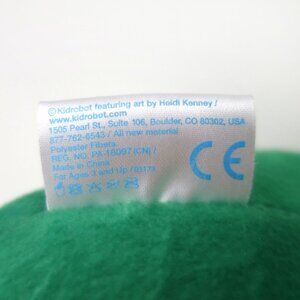 ©Kidrobot featuring art by Heidi Kenney /
www.kidrobot.com
1505 Pearl St., Suite 106, Boulder, CO 80302, USA
877-762-6543 / All new material
Polyester Fibers.
REG. NO. PA-18097 (CN) /
Made in China
For Ages 3 and Up /
CE